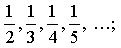 1/2, 1/3, 1/4, 1/5, ...;